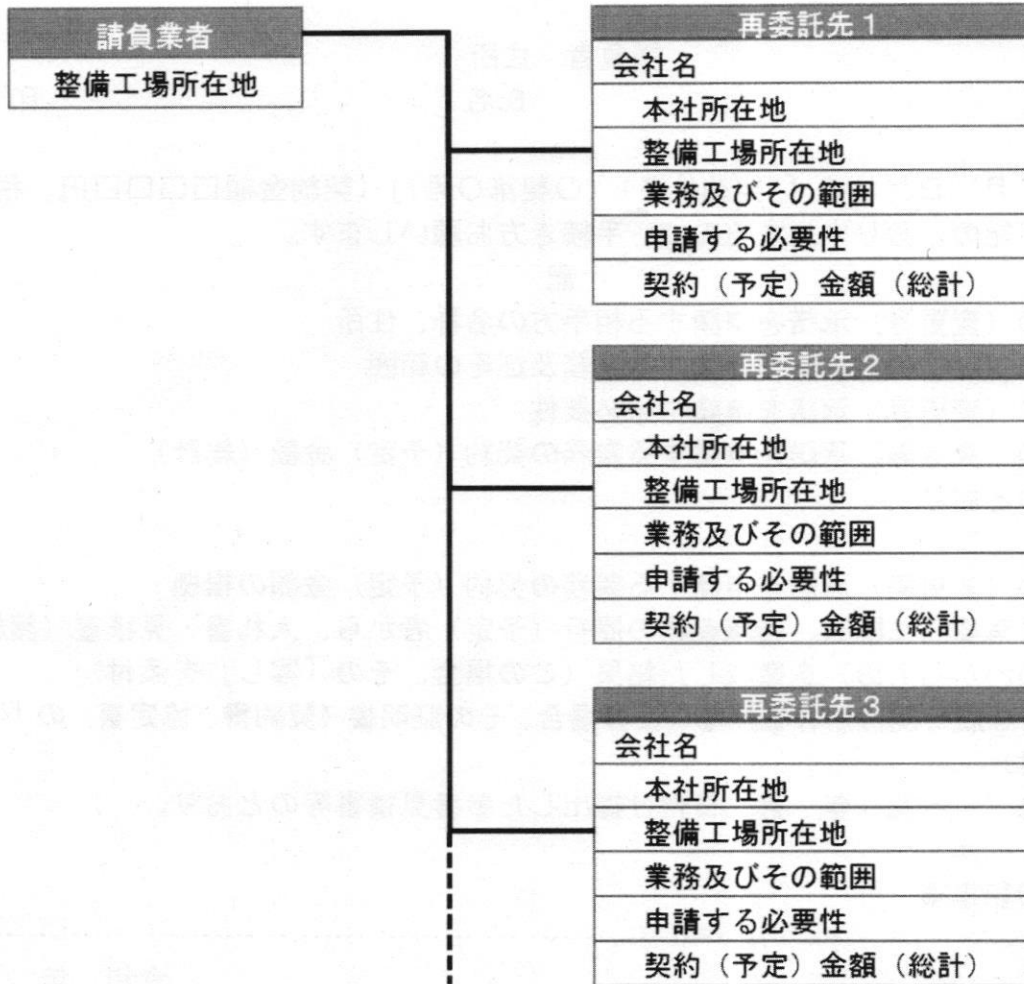 請負業者
整備工場所在地
再委託先1
会社名
本社所在地
整備工場所在地
業務及びその範囲
申請する必要性
契約（予定）金額（総計）
再委託先2
会社名
本社所在地
整備工場所在地
業務及びその範囲
申請する必要性
契約（予定）金額（総計）
再委託先3
会社名
本社所在地
整備工場所在地
業務及びその範囲
申請する必要性
契約（予定）金額（総計）